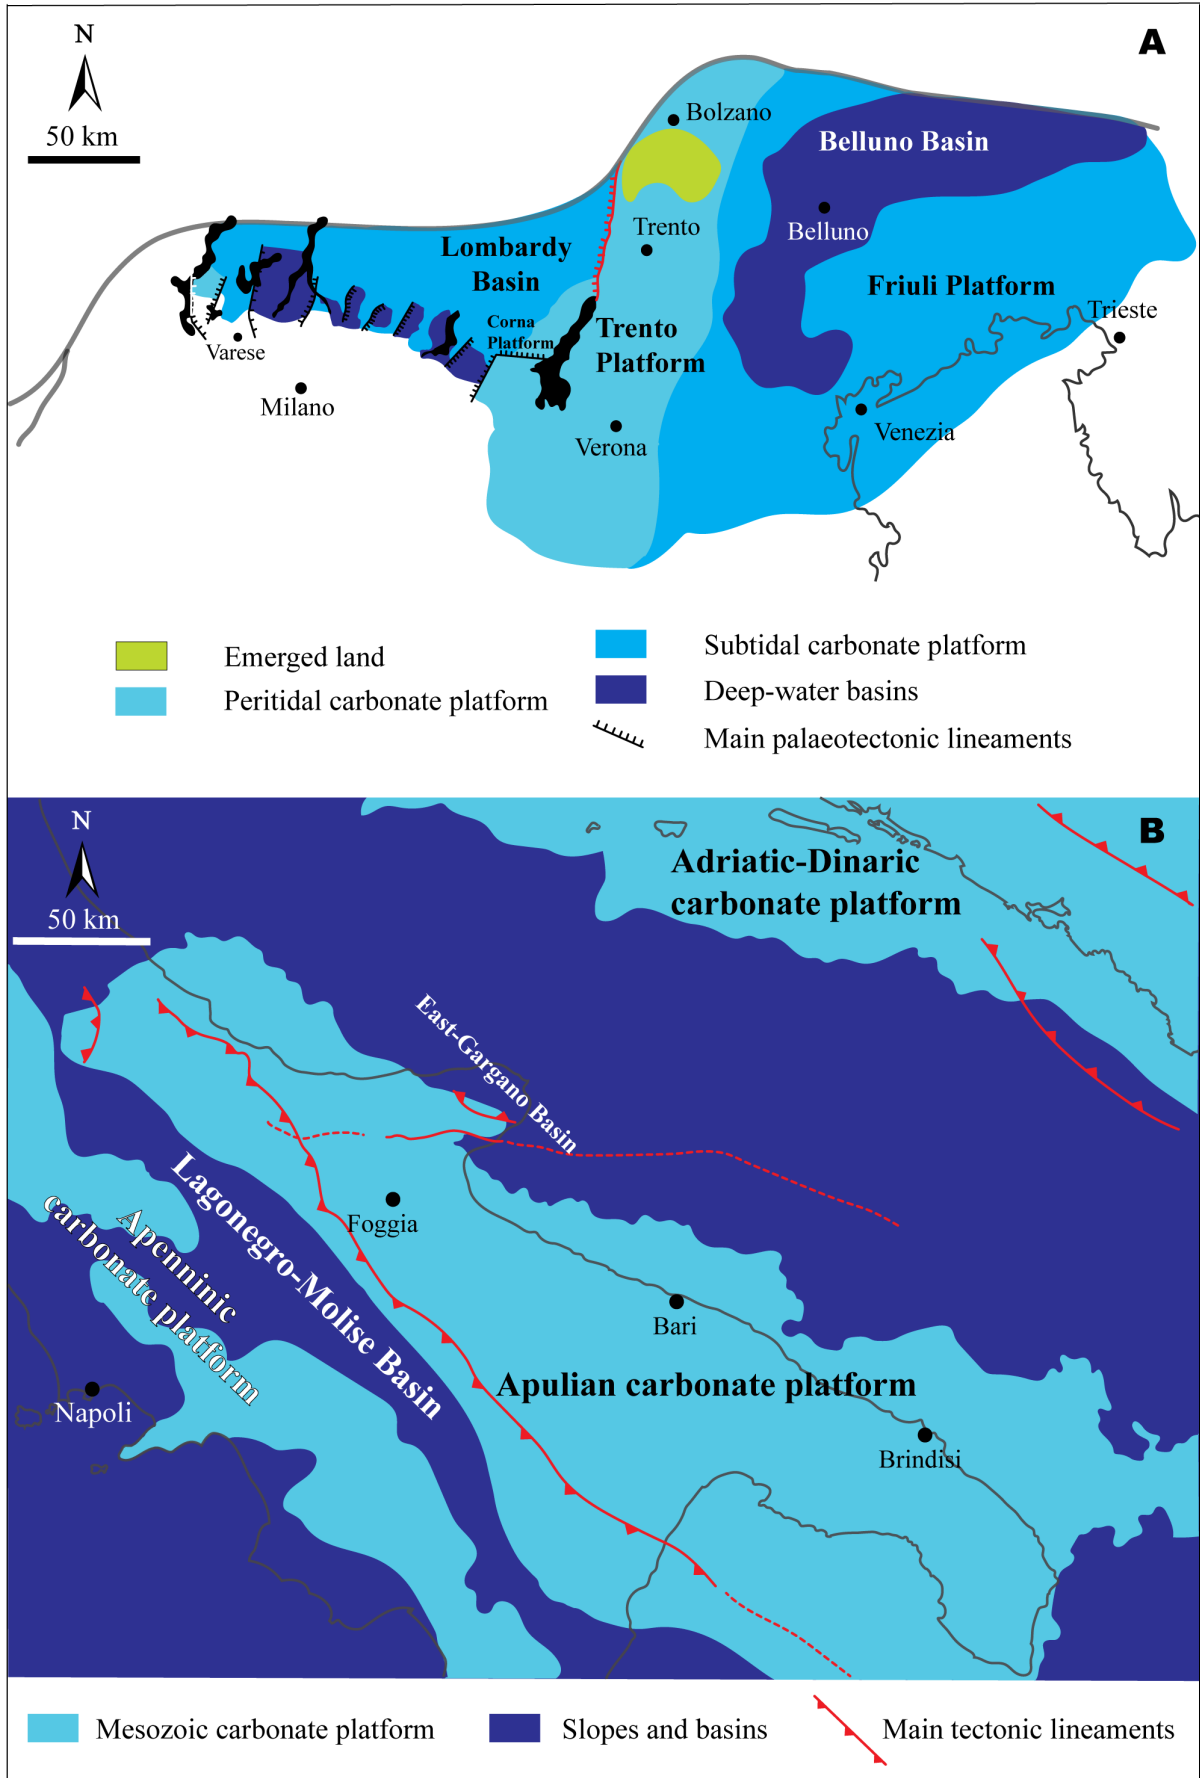 A
N
50 km
Bolzano
Belluno Basin
Trento
Belluno
Lombardy
Basin
Friuli Platform
Trieste
Corna
Platform
Trento
Platform
Varese
Milano
Verona
Venezia
Emerged land
Peritidal carbonate platform
Subtidal carbonate platform
Deep-water basins
Main palaeotectonic lineaments
B
N
50 km
Adriatic-Dinaric
carbonate platform
East-Gargano Basin
Lagonegro-Molise Basin
Apenninic
carbonate platform
Foggia
Bari
Apulian carbonate platform
Napoli
Brindisi
Mesozoic carbonate platform
Slopes and basins
Main tectonic lineaments